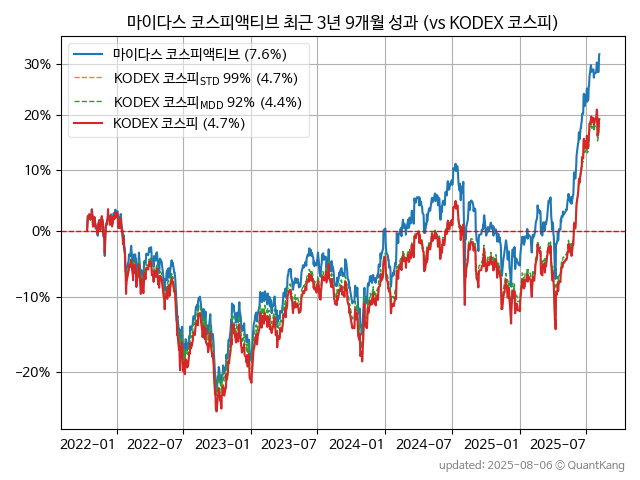 마이다스 코스피액티브 최근 3년 9개월 성과 (vs KODEX 코스피)
마이다스 코스피액티브 (7.6%)
KODEX 코스피STD 99% (4.7%)
KODEX 코스피MDD 92% (4.4%)
KODEX 코스피 (4.7%)
30%
20%
10%
0%
−10%
−20%
2022-01 2022-07 2023-01 2023-07 2024-01 2024-07 2025-01 2025-07
updated: 2025-08-06 © QuantKang